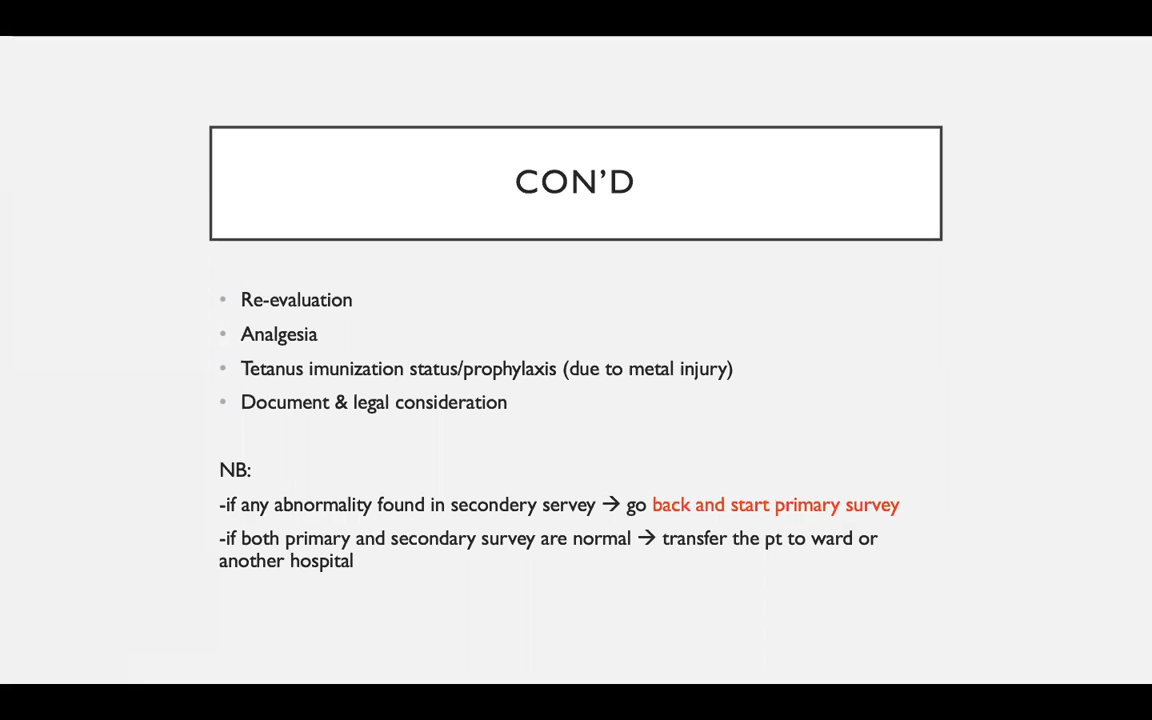 CON’D
• Re-evaluation
• Analgesia
• Tetanus imunization status/prophylaxis (due to metal injury)
• Document & legal consideration
NB:
-if any abnormality found in secondery servey → go back and start primary survey
-if both primary and secondary survey are normal → transfer the pt to ward or
another hospital